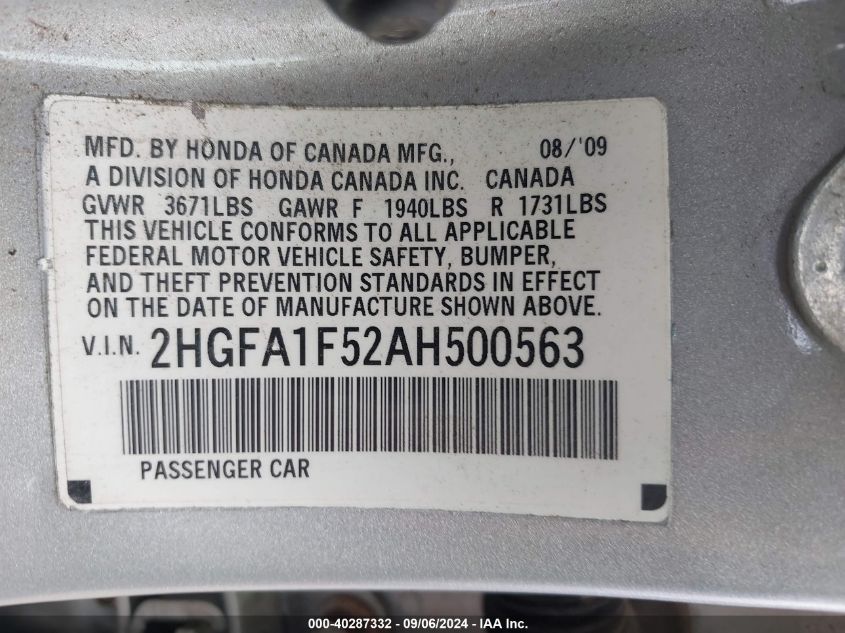 MFD. BY HONDA OF CANADA MFG., 08/'09
A DIVISION OF HONDA CANADA INC. CANADA
GVWR 3671LBS GAWR F 1940LBS R 1731LBS
THIS VEHICLE CONFORMS TO ALL APPLICABLE
FEDERAL MOTOR VEHICLE SAFETY, BUMPER,
AND THEFT PREVENTION STANDARDS IN EFFECT
ON THE DATE OF MANUFACTURE SHOWN ABOVE.
V.I.N. 2HGFA1F52AH500563
PASSENGER CAR
000-40287332 - 09/06/2024 - © IAA, Inc.